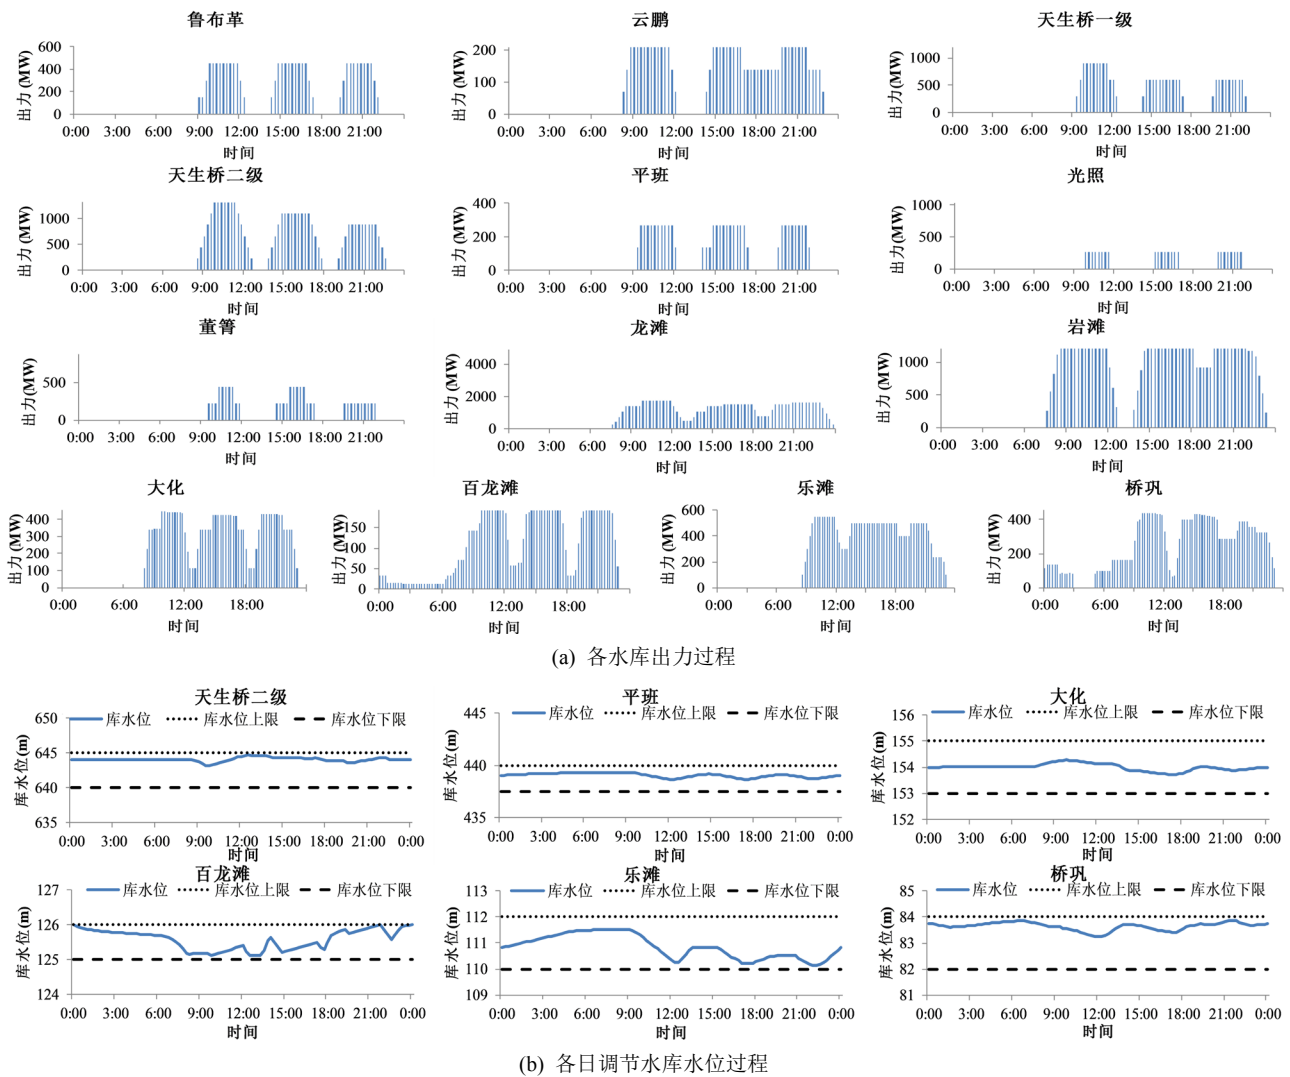 鲁布革 云鹏 天生桥一级
出力 (MW) 600 400 200 0
出力 (MW) 200 100 0
出力 (MW) 1000 500 0
0:00 3:00 6:00 9:00 12:00 15:00 18:00 21:00
0:00 3:00 6:00 9:00 12:00 15:00 18:00 21:00
0:00 3:00 6:00 9:00 12:00 15:00 18:00 21:00
时间 时间 时间
天生桥二级 平班 光照
出力 (MW) 1000 500 0
出力 (MW) 400 200 0
出力(MW) 1000 500 0
0:00 3:00 6:00 9:00 12:00 15:00 18:00 21:00
0:00 3:00 6:00 9:00 12:00 15:00 18:00 21:00
0:00 3:00 6:00 9:00 12:00 15:00 18:00 21:00
时间 时间 时间
董箐 龙滩 岩滩
出力(MW) 500 0
出力 (MW) 4000 2000 0
出力 (MW) 1000 500 0
0:00 3:00 6:00 9:00 12:00 15:00 18:00 21:00
0:00 3:00 6:00 9:00 12:00 15:00 18:00 21:00
0:00 3:00 6:00 9:00 12:00 15:00 18:00 21:00
时间 时间 时间
大化 百龙滩 乐滩 桥巩
出力 (MW) 400 300 200 100 0
出力 (MW) 150 100 50 0
出力 (MW) 600 400 200 0
出力 (MW) 400 200 0
0:00 6:00 12:00 18:00
0:00 6:00 12:00 18:00
0:00 6:00 12:00 18:00
0:00 6:00 12:00 18:00
时间 时间 时间 时间
(a) 各水库出力过程
天生桥二级 平班 大化
库水位 库水位上限 库水位下限
库水位 库水位上限 库水位下限
库水位 库水位上限 库水位下限
库水位(m) 650 645 640 635
库水位(m) 445 440 435
库水位(m) 156 155 154 153 152
0:00 3:00 6:00 9:00 12:00 15:00 18:00 21:00 0:00
0:00 3:00 6:00 9:00 12:00 15:00 18:00 21:00 0:00
0:00 3:00 6:00 9:00 12:00 15:00 18:00 21:00 0:00
时间 时间 时间
百龙滩 乐滩 桥巩
库水位 库水位上限 库水位下限
库水位 库水位上限 库水位下限
库水位 库水位上限 库水位下限
库水位(m) 127 126 125 124
库水位(m) 113 112 111 110 109
库水位(m) 85 84 83 82 81
0:00 3:00 6:00 9:00 12:00 15:00 18:00 21:00 0:00
0:00 3:00 6:00 9:00 12:00 15:00 18:00 21:00 0:00
0:00 3:00 6:00 9:00 12:00 15:00 18:00 21:00 0:00
时间 时间 时间
(b) 各日调节水库水位过程